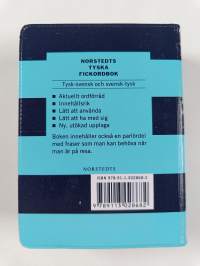 NORSTEDTS
TYSKA
FICKORDBOK
Tysk-svensk och svensk-tysk
Aktuellt ordförråd
Innehållsrik
Lätt att använda
Lätt att ha med sig
Ny, utökad upplaga
Boken innehåller också en parlördel
med fraser som man kan behöva när
man är på resa.
NORSTEDTS
9789113028682